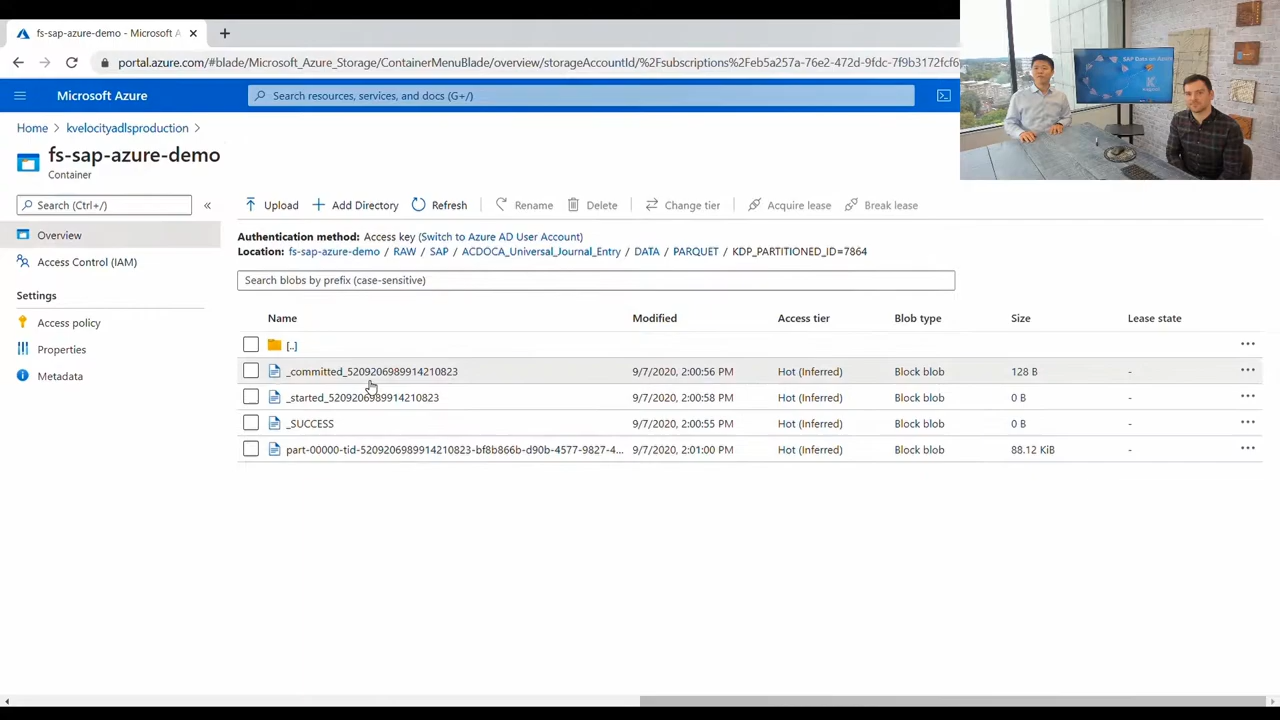 fs-sap-azure-demo - Microsoft A
portal.azure.com/#blade/Microsoft_Azure_Storage/ContainerMenuBlade/overview/storageAccountId/%2Fsubscriptions%2Feb5a257a-76e2-472d-
Microsoft Azure
Search resources, services, and docs (G+/)
Home > kvelocityadlsproduction >
fs-sap-azure-demo
Container
Search (Ctrl+/)
«
Upload
Add Directory
Refresh
Rename
Delete
Change tier
Acquire lease
Break lease
Overview
Access Control (IAM)
Settings
Access policy
Properties
Metadata
Authentication method: Access key (Switch to Azure AD User Account)
Location: fs-sap-azure-demo / RAW / SAP / ACDOCA_Universal_Journal_Entry / DATA / PARQUET / KDP_PARTITIONED_ID=7864
Search blobs by prefix (case-sensitive)
Name Modified Access tier Blob type Size Lease state
[..]
_committed_5209206989914210823 9/7/2020, 2:00:56 PM Hot (Inferred) Block blob 128 B -
_started_5209206989914210823 9/7/2020, 2:00:58 PM Hot (Inferred) Block blob 0 B -
_SUCCESS 9/7/2020, 2:00:55 PM Hot (Inferred) Block blob 0 B -
part-00000-tid-5209206989914210823-bf8b866b-d90b-4577-9827-4... 9/7/2020, 2:01:00 PM Hot (Inferred) Block blob 88.12 KiB -
SAP Data on Azure